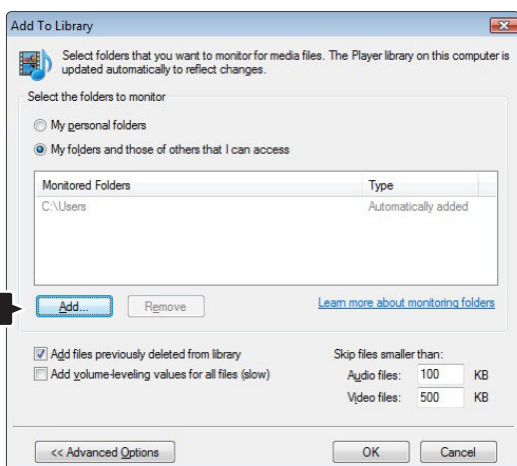 Add To Library
Select folders that you want to monitor for media files. The Player library on this computer is
updated automatically to reflect changes.
Select the folders to monitor
My personal folders
My folders and those of others that I can access
Monitored Folders Type
C:\Users Automatically added
Add... Remove Learn more about monitoring folders
Add files previously deleted from library Skip files smaller than:
Add volume-leveling values for all files (slow) Audio files: 100 KB
Video files: 500 KB
<< Advanced Options OK Cancel